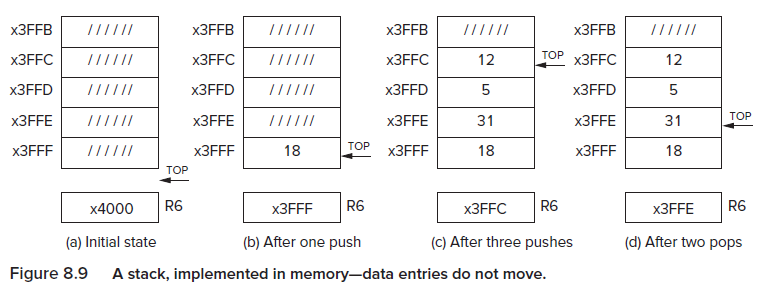 x3FFB ////// x3FFB ////// x3FFB ////// x3FFB //////
x3FFC ////// x3FFC ////// x3FFC 12 TOP x3FFC 12
x3FFD ////// x3FFD ////// x3FFD 5 x3FFD 5
x3FFE ////// x3FFE ////// x3FFE 31 x3FFE 31 TOP
x3FFF ////// x3FFF 18 TOP x3FFF 18 x3FFF 18
TOP
x4000 R6 x3FFF R6 x3FFC R6 x3FFE R6
(a) Initial state (b) After one push (c) After three pushes (d) After two pops
Figure 8.9 A stack, implemented in memory—data entries do not move.